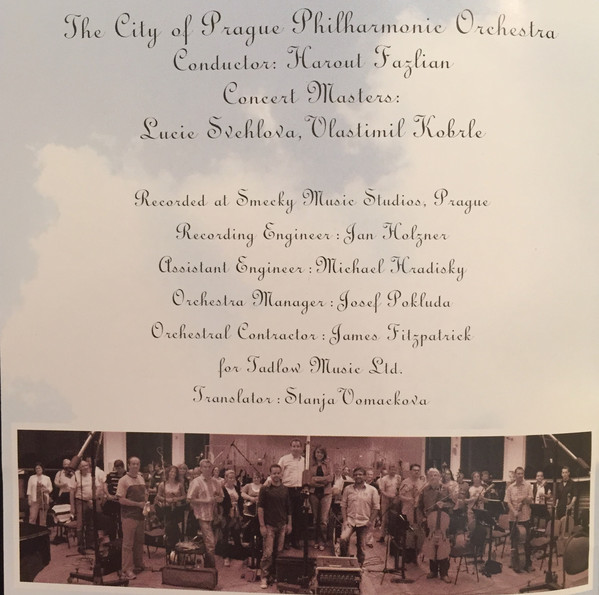 The City of Prague Philharmonic Orchestra
Conductor: Harout Fazlian
Concert Masters:
Lucie Svehlova, Vlastimil Kobrle
Recorded at Smecky Music Studios, Prague
Recording Engineer : Jan Holzner
Assistant Engineer : Michael Hradisky
Orchestra Manager : Josef Pokluda
Orchestral Contractor : James Fitzpatrick
for Tadlow Music Ltd.
Translator : Stanja Vomackova